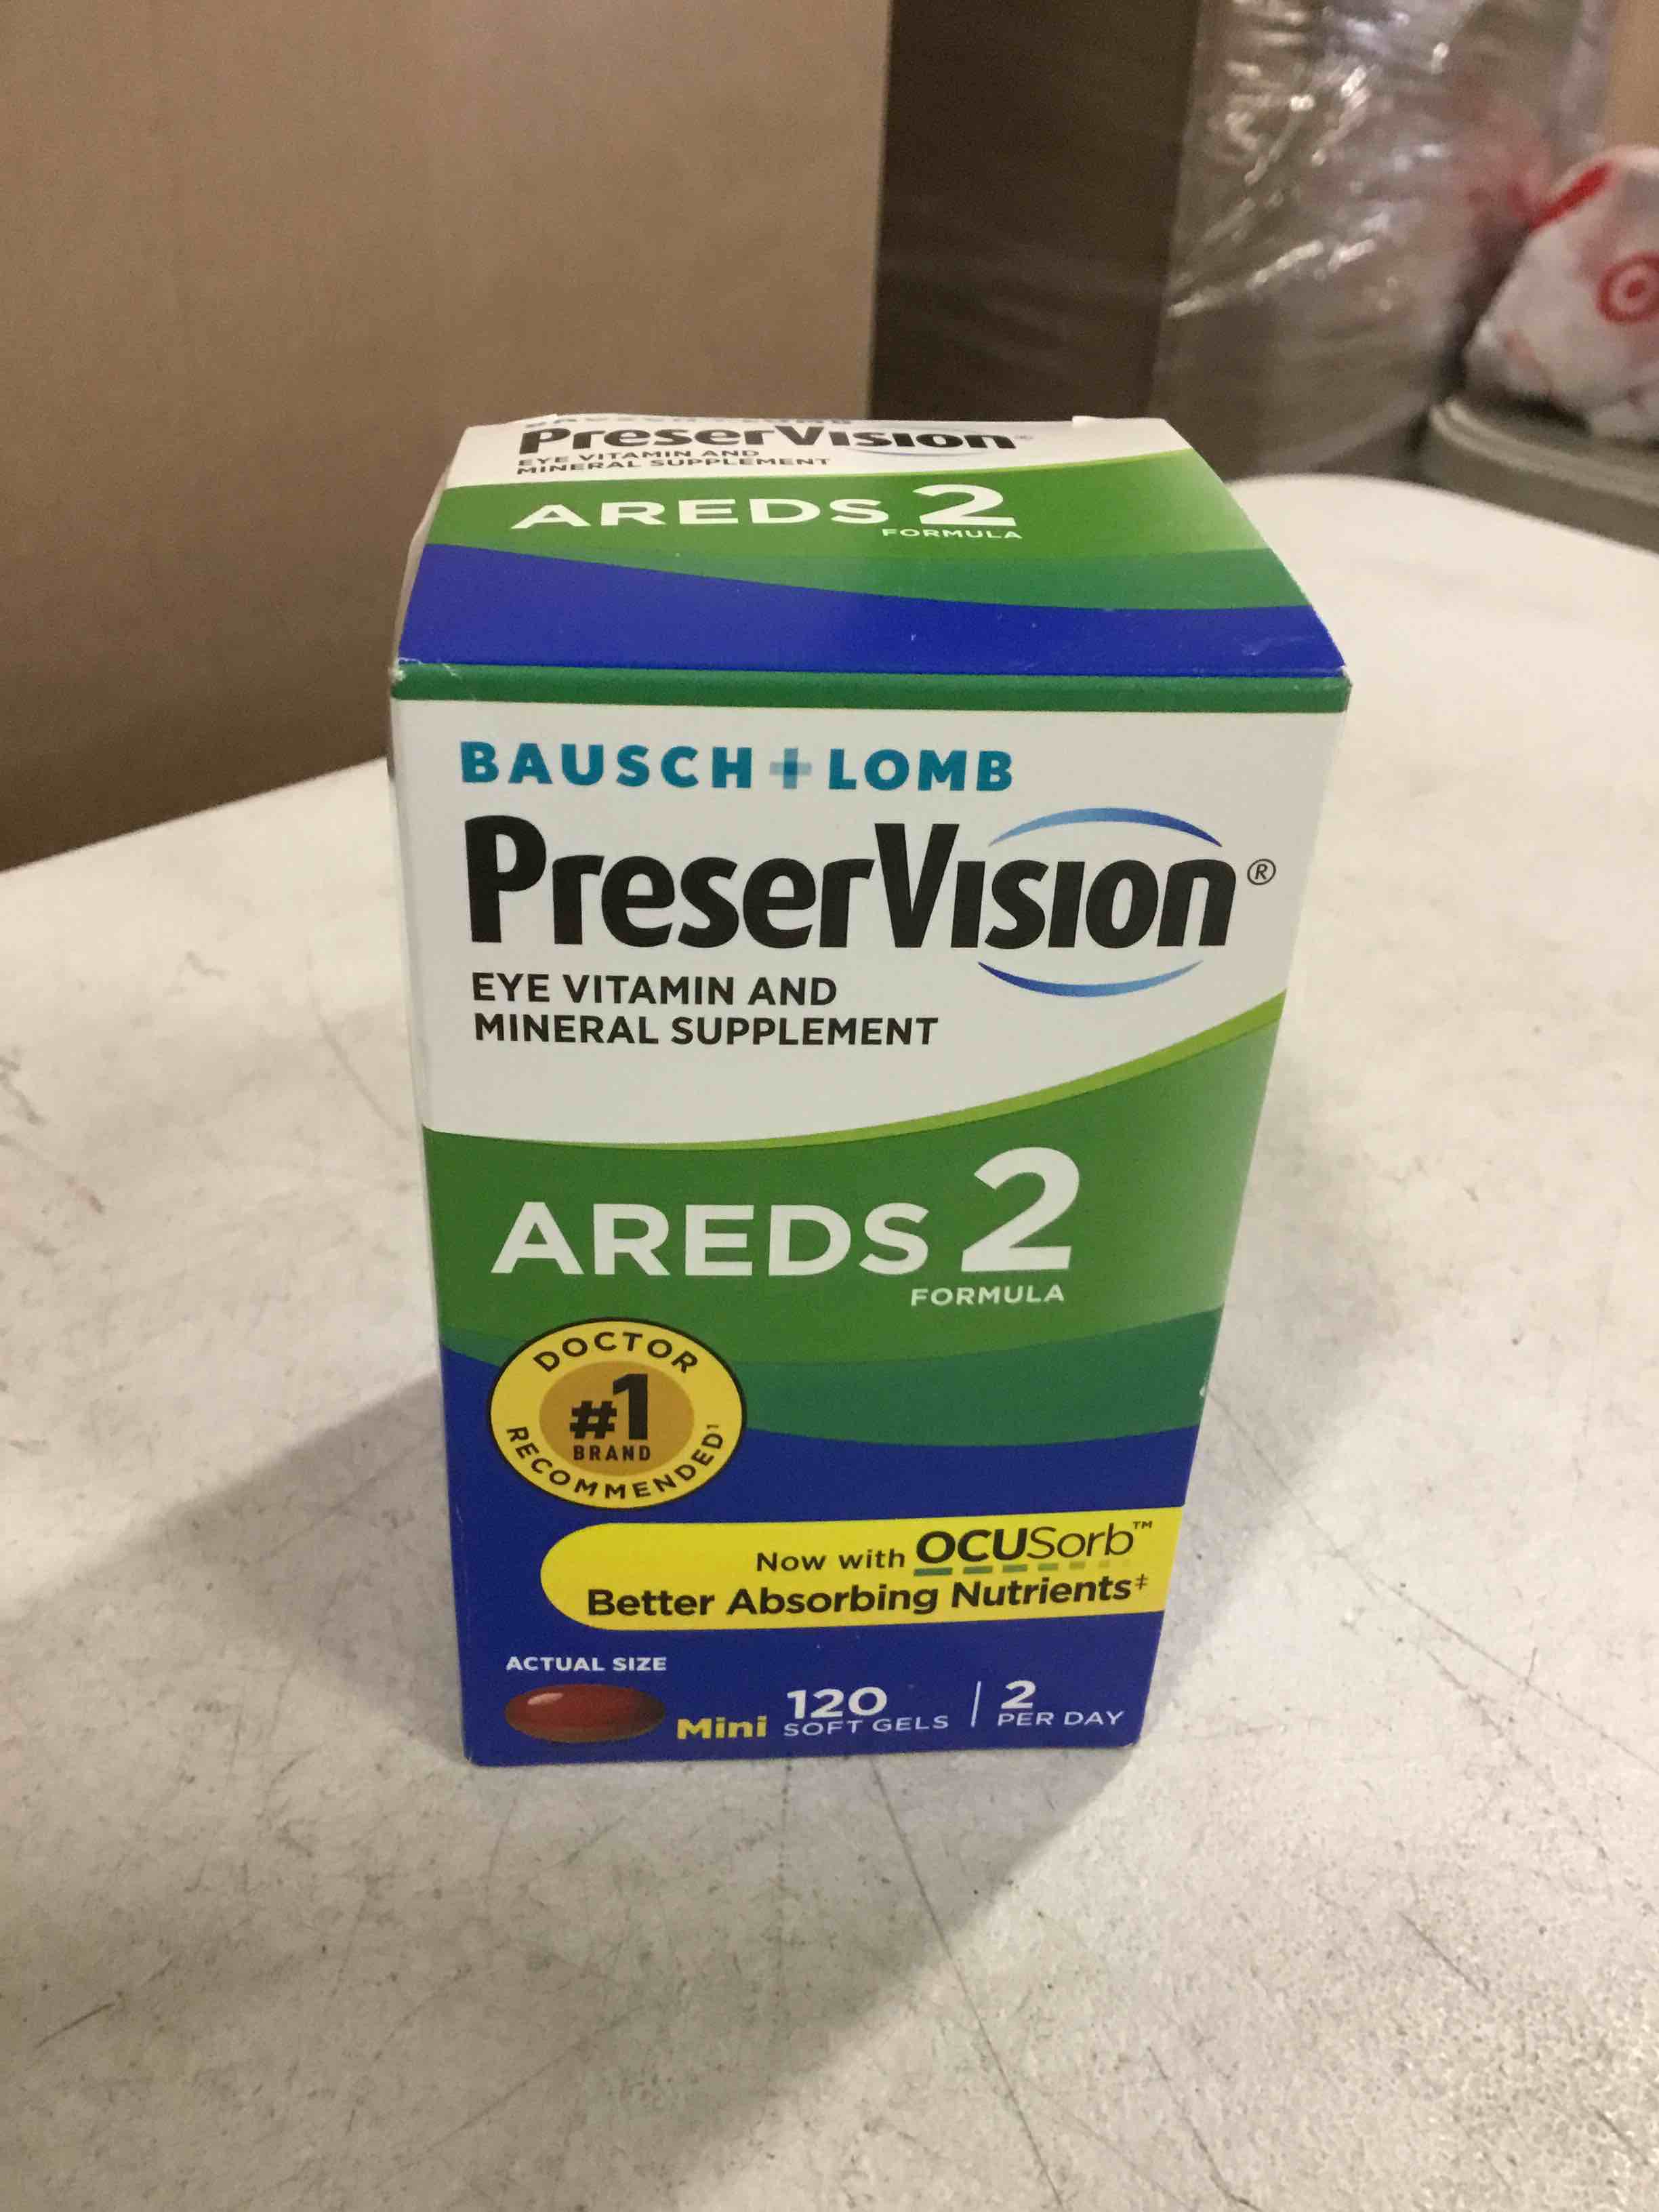 PreserVision
EYE VITAMIN AND
MINERAL SUPPLEMENT
AREDS 2
FORMULA
BAUSCH + LOMB
PreserVision®
EYE VITAMIN AND
MINERAL SUPPLEMENT
AREDS 2
FORMULA
DOCTOR
#1
BRAND
RECOMMENDED¹
Now with OCUSorb™
Better Absorbing Nutrients‡
ACTUAL SIZE
Mini 120 SOFT GELS | 2 PER DAY